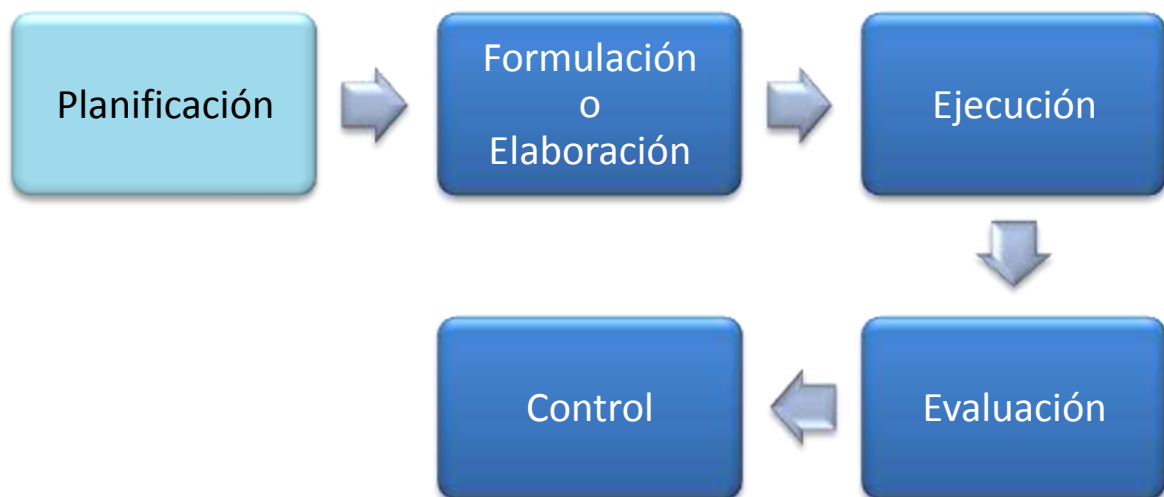 Planificación
Formulación
o
Elaboración
Ejecución
Evaluación
Control